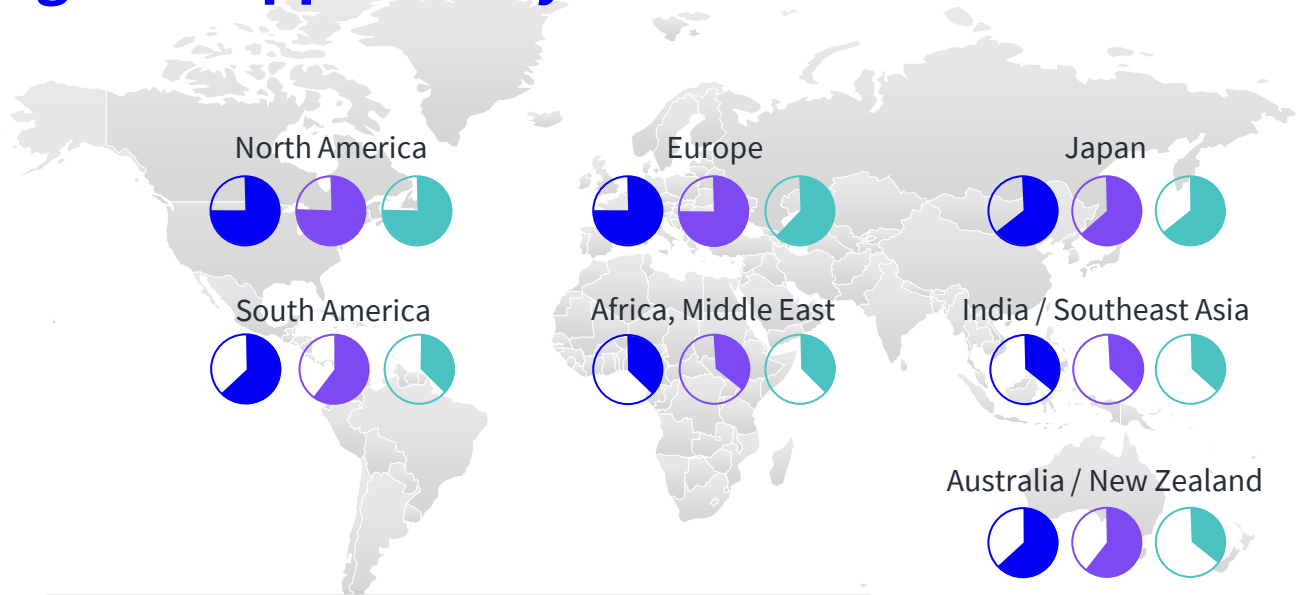 North America
Europe
Japan
South America
Africa, Middle East
India / Southeast Asia
Australia / New Zealand